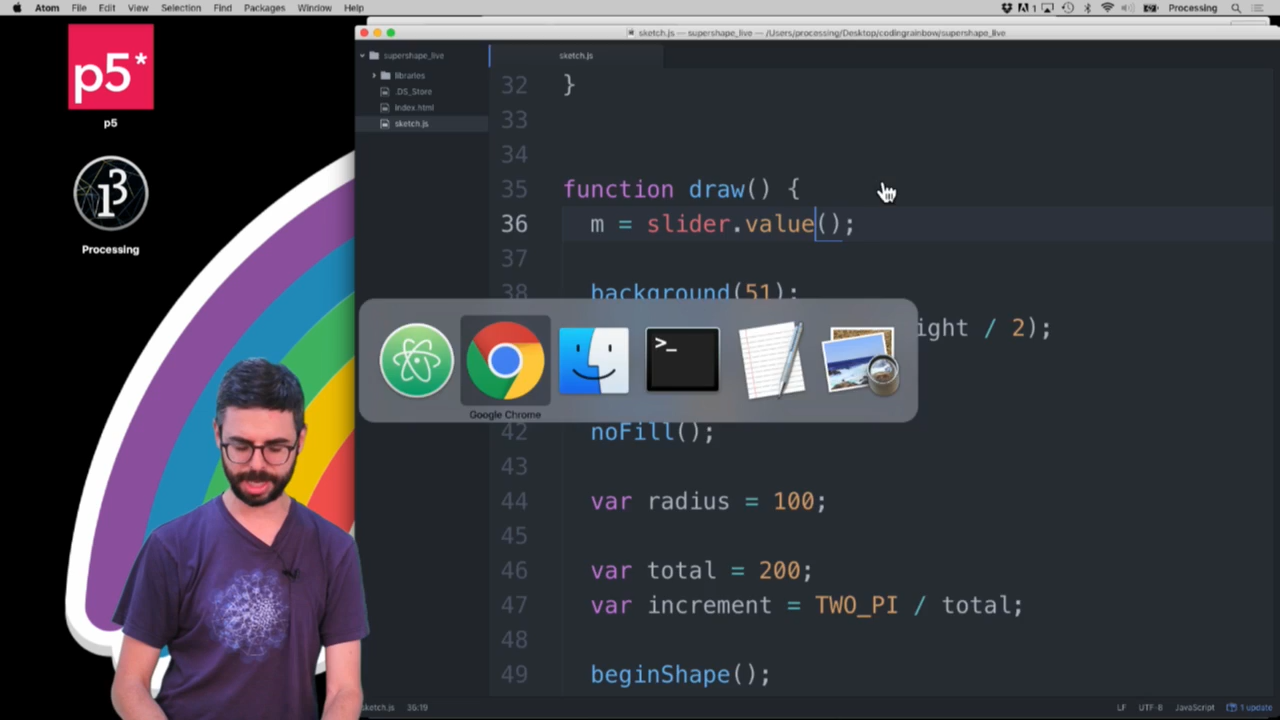 Atom File Edit View Selection Find Packages Window Help
1
Processing
sketch.js — supershape_live — /Users/processing/Desktop/codingrainbow/supershape_live
p5*
p5
Processing
supershape_live
libraries
.DS_Store
index.html
sketch.js
sketch.js
32 }
33
34
35 function draw() {
36 m = slider.value();
37
38 background(51);
ight / 2);
>_
Google Chrome
42 noFill();
43
44 var radius = 100;
45
46 var total = 200;
47 var increment = TWO_PI / total;
48
49 beginShape();
sketch.js 36:19
LF UTF-8 JavaScript 1 update